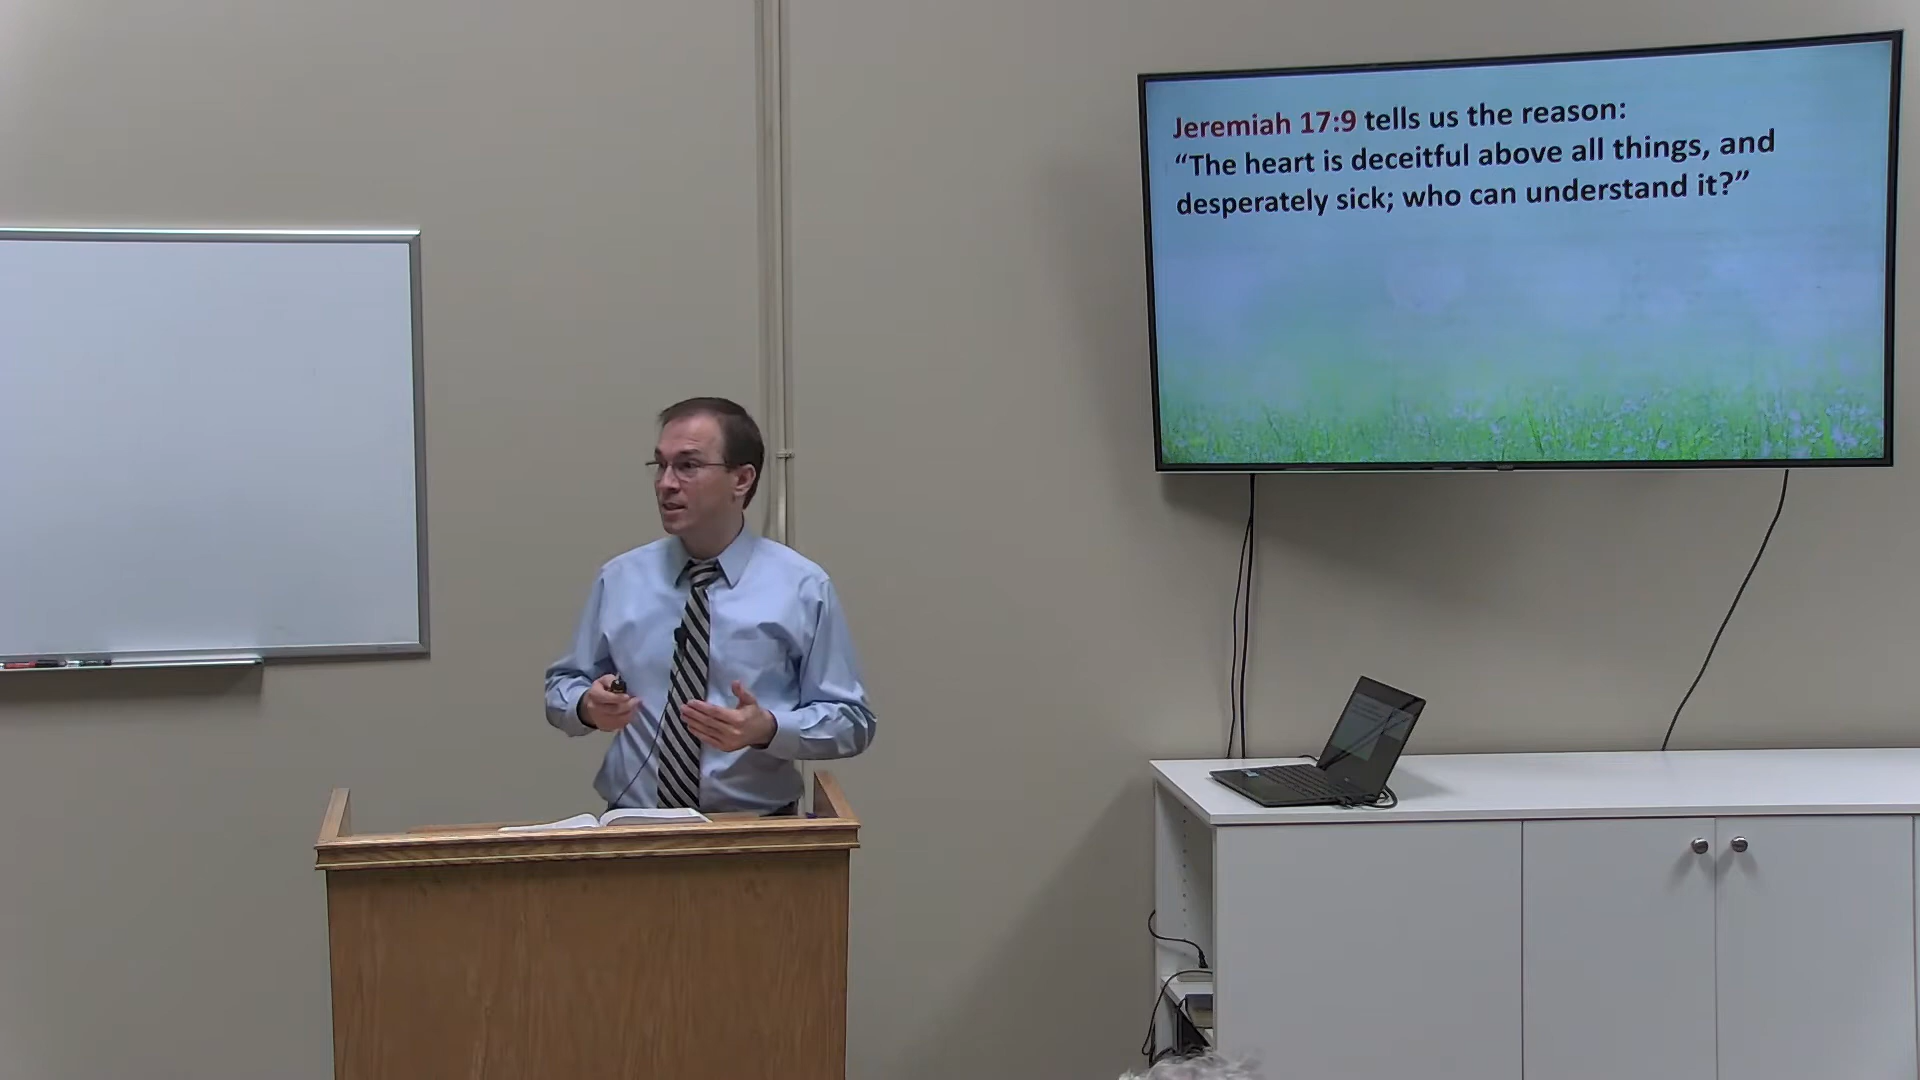 Jeremiah 17:9 tells us the reason:
“The heart is deceitful above all things, and
desperately sick; who can understand it?”